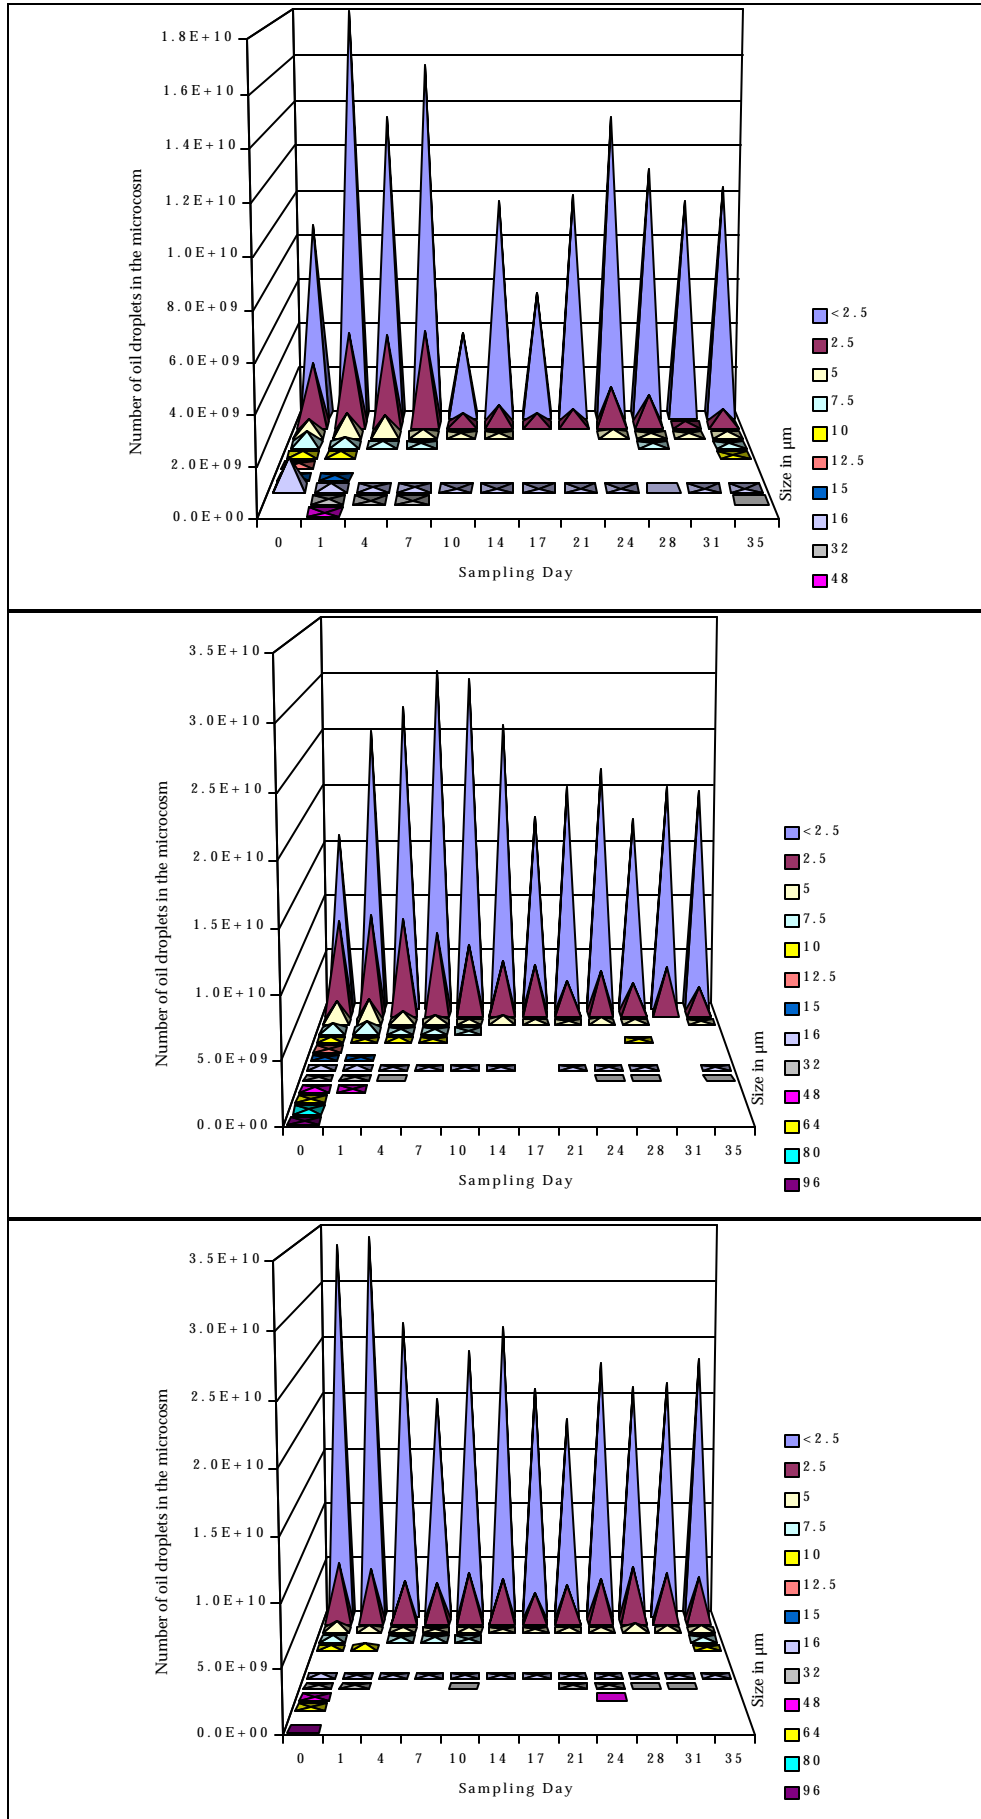 1.8E+10
1.6E+10
1.4E+10
1.2E+10
1.0E+10
8.0E+09
6.0E+09
4.0E+09
2.0E+09
0.0E+00
Number of oil droplets in the microcosm
0 1 4 7 10 14 17 21 24 28 31 35
Sampling Day
Size in µm
<2.5
2.5
5
7.5
10
12.5
15
16
32
48
3.5E+10
3.0E+10
2.5E+10
2.0E+10
1.5E+10
1.0E+10
5.0E+09
0.0E+00
Number of oil droplets in the microcosm
0 1 4 7 10 14 17 21 24 28 31 35
Sampling Day
Size in µm
<2.5
2.5
5
7.5
10
12.5
15
16
32
48
64
80
96
3.5E+10
3.0E+10
2.5E+10
2.0E+10
1.5E+10
1.0E+10
5.0E+09
0.0E+00
Number of oil droplets in the microcosm
0 1 4 7 10 14 17 21 24 28 31 35
Sampling Day
Size in µm
<2.5
2.5
5
7.5
10
12.5
15
16
32
48
64
80
96